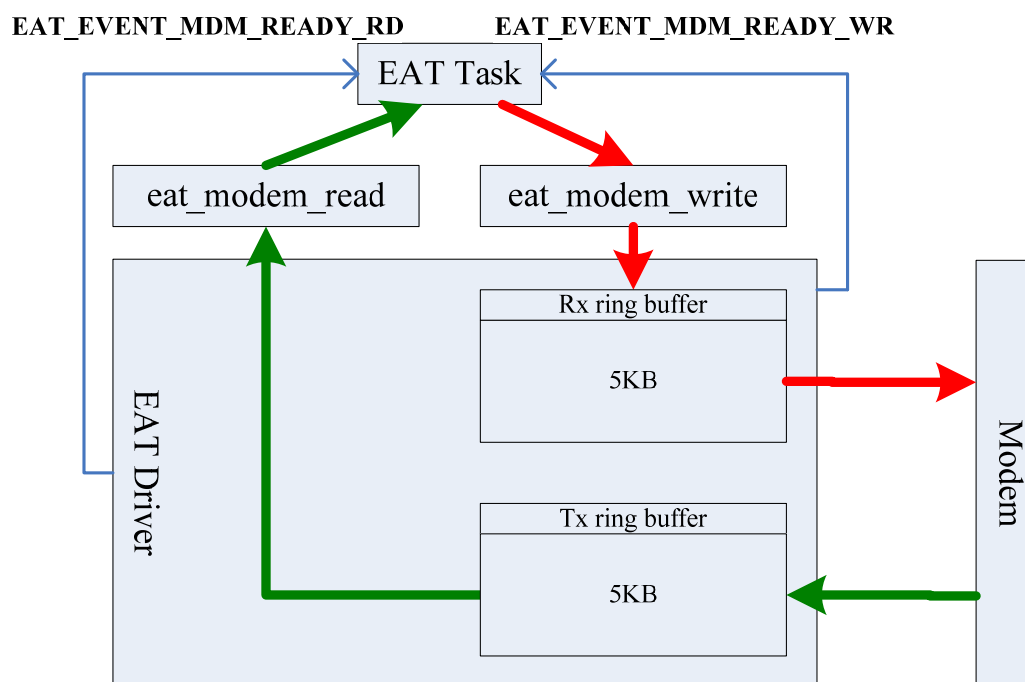 EAT_EVENT_MDM_READY_RD
EAT_EVENT_MDM_READY_WR
EAT Task
eat_modem_read
eat_modem_write
Rx ring buffer
5KB
EAT Driver
Modem
Tx ring buffer
5KB